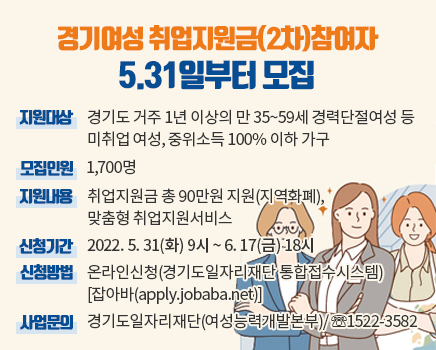 경기여성 취업지원금(2차)참여자
5.31일부터 모집
지원대상 경기도 거주 1년 이상의 만 35~59세 경력단절여성 등
미취업 여성, 중위소득 100% 이하 가구
모집인원 1,700명
지원내용 취업지원금 총 90만원 지원(지역화폐),
맞춤형 취업지원서비스
신청기간 2022. 5. 31(화) 9시 ~ 6. 17(금) 18시
신청방법 온라인신청(경기도일자리재단 통합접수시스템)
[잡아바(apply.jobaba.net)]
사업문의 경기도일자리재단(여성능력개발본부)/ ☏1522-3582